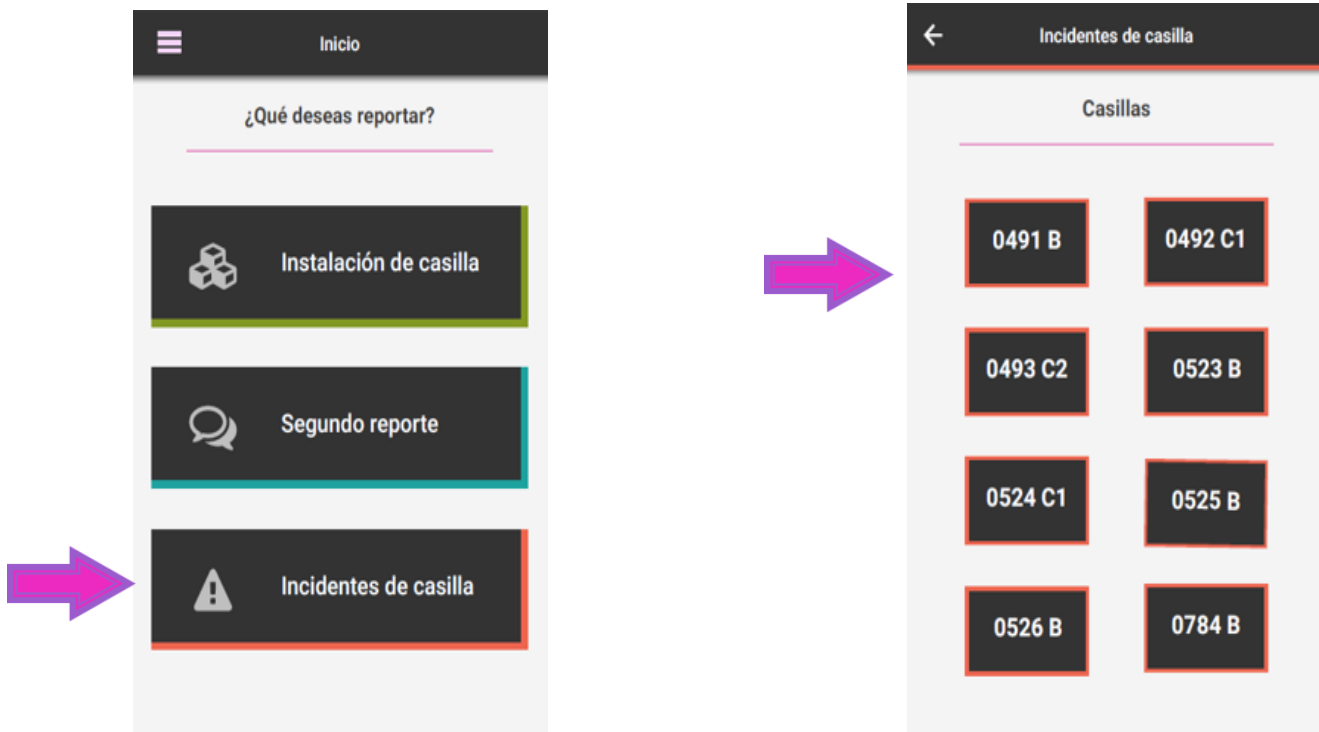 Inicio
¿Qué deseas reportar?
Instalación de casilla
Segundo reporte
Incidentes de casilla
Incidentes de casilla
Casillas
0491 B
0492 C1
0493 C2
0523 B
0524 C1
0525 B
0526 B
0784 B